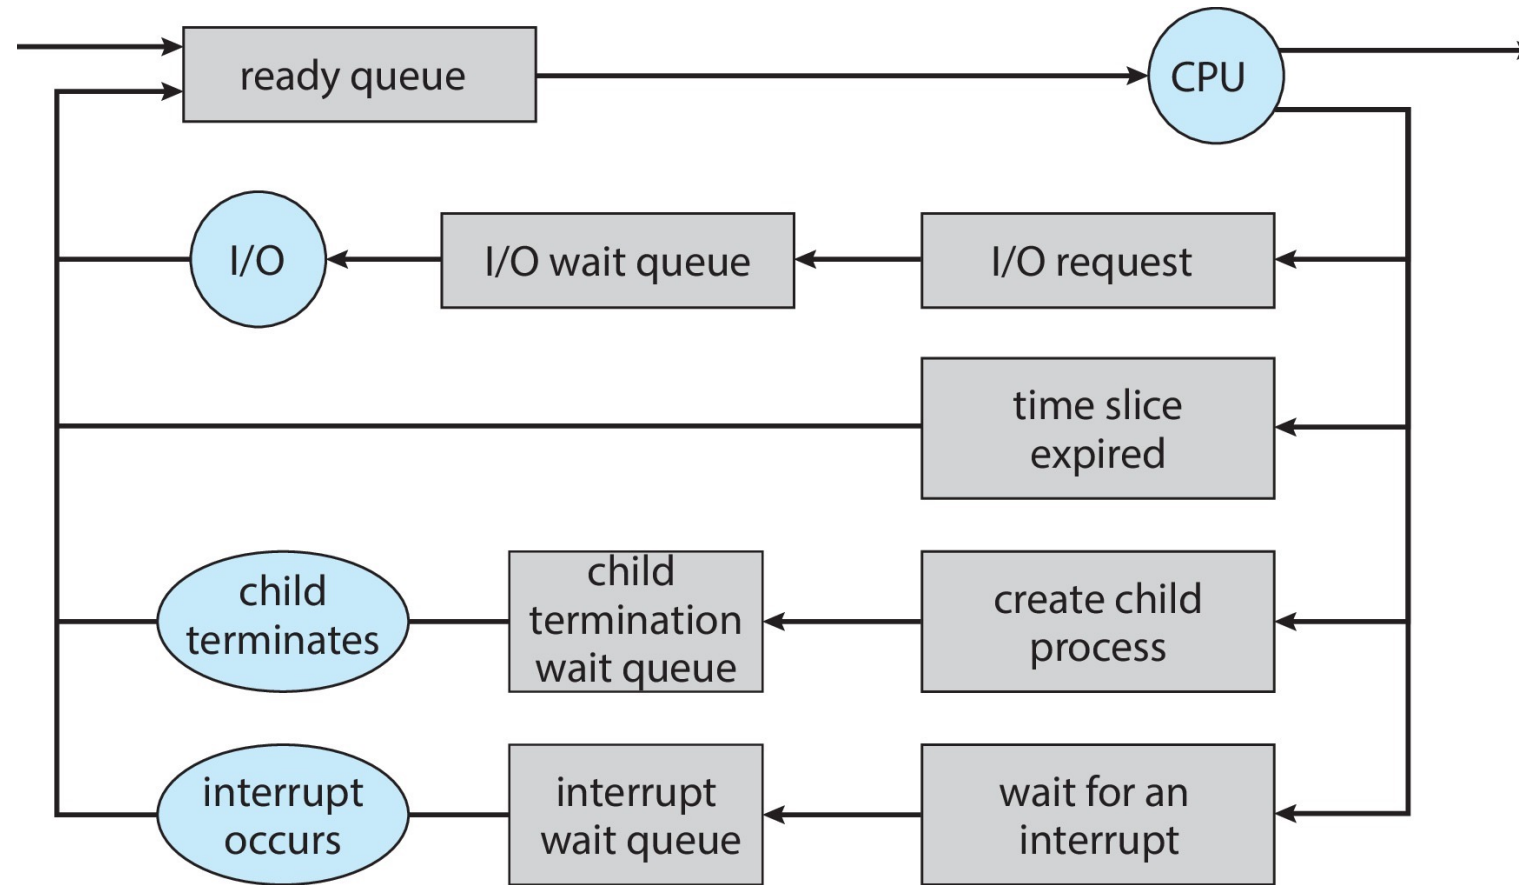 ready queue
CPU
I/O
I/O wait queue
I/O request
time slice
expired
child
terminates
child
termination
wait queue
create child
process
interrupt
occurs
interrupt
wait queue
wait for an
interrupt